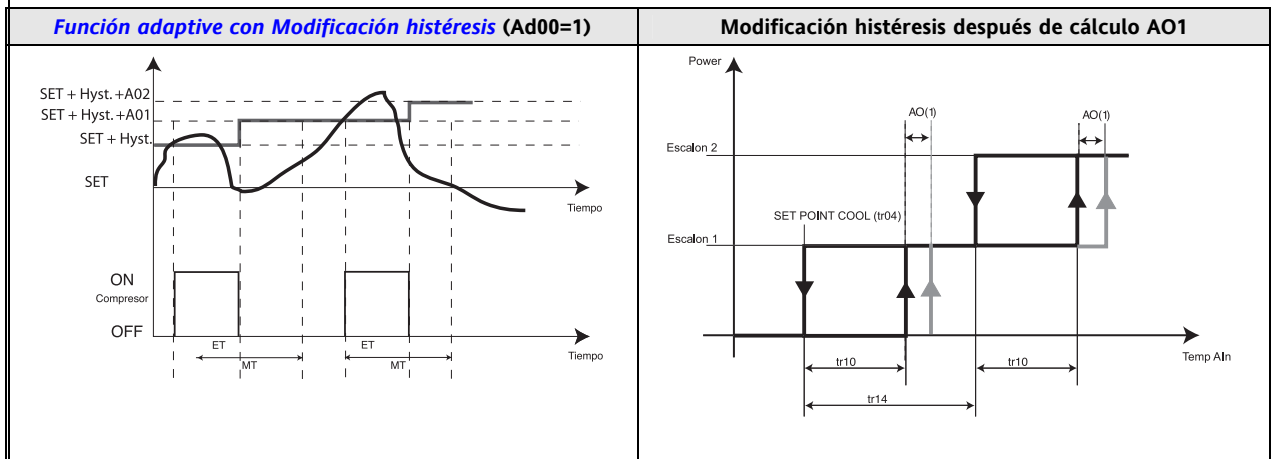 Función adaptive con Modificación histéresis (Ad00=1)
Modificación histéresis después de cálculo AO1
SET + Hyst. +A02
SET + Hyst. +A01
SET + Hyst.
SET
Tiempo
ON
Compresor
OFF
ET
ET
MT
MT
Tiempo
Power
AO(1)
AO(1)
Escalon 2
SET POINT COOL (tr04)
Escalon 1
Temp AIn
tr10
tr10
tr14